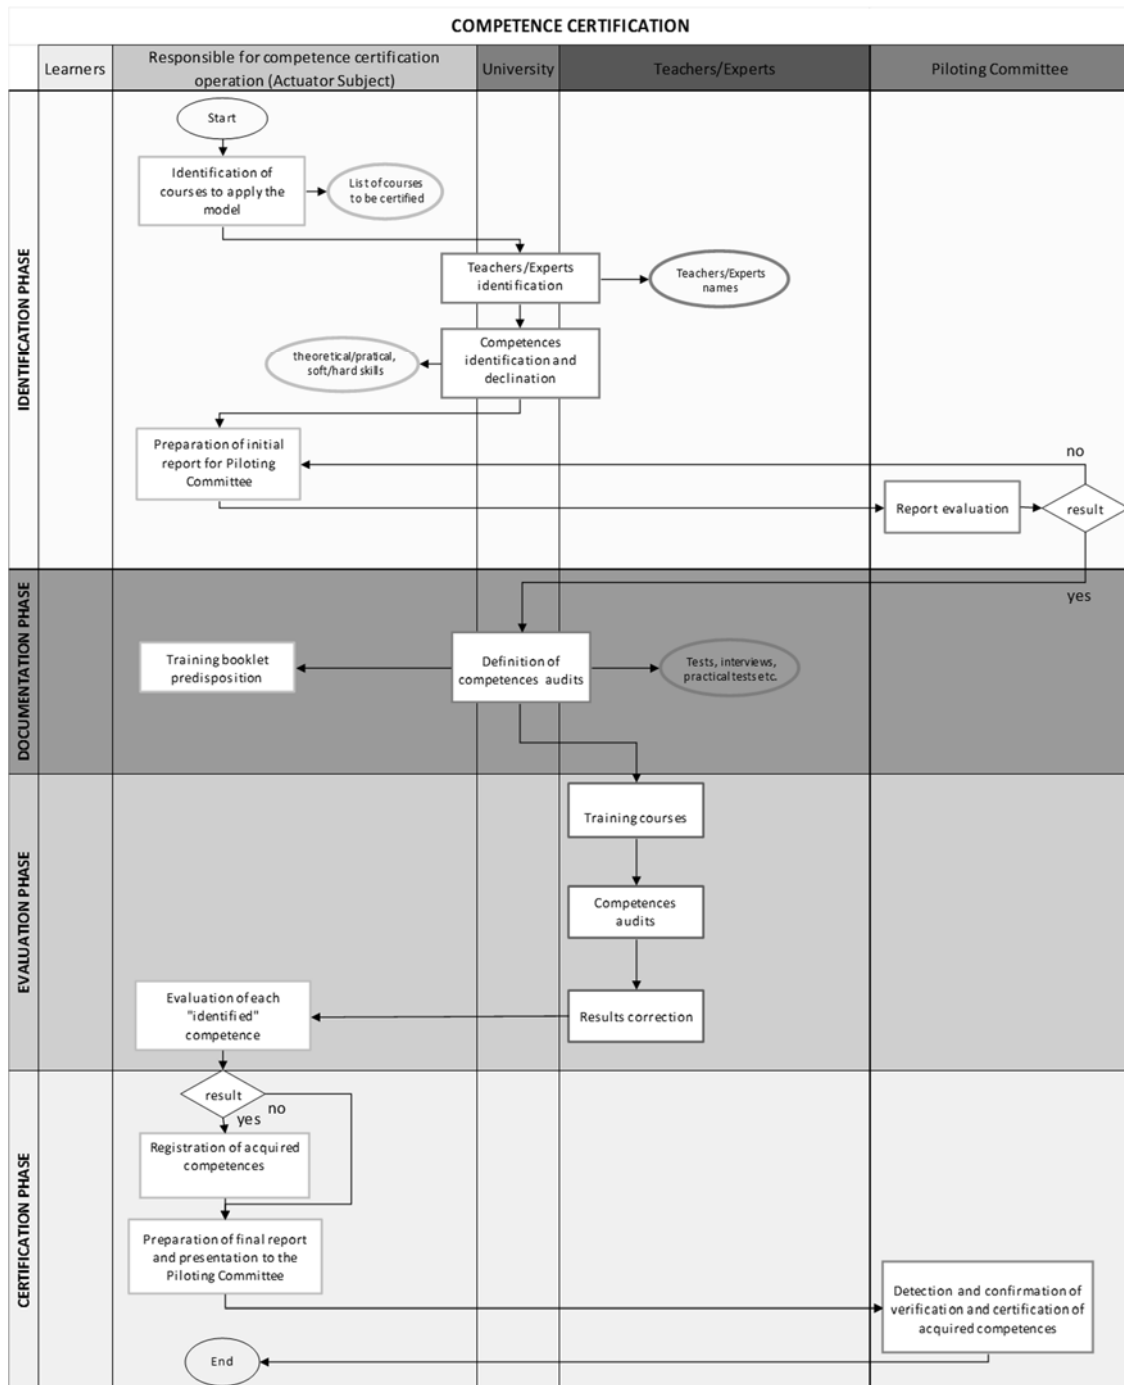 COMPETENCE CERTIFICATION
Learners
Responsible for competence certification
operation (Actuator Subject)
University
Teachers/Experts
Piloting Committee
IDENTIFICATION PHASE
Start
Identification of
courses to apply the
model
List of courses
to be certified
Teachers/Experts
identification
Teachers/Experts
names
Competences
identification and
declination
theoretical/pratical,
soft/hard skills
Preparation of initial
report for Piloting
Committee
no
Report evaluation
result
yes
DOCUMENTATION PHASE
Training booklet
predisposition
Definition of
competences audits
Tests, interviews,
practical tests etc.
EVALUATION PHASE
Training courses
Competences
audits
Results correction
Evaluation of each
"identified"
competence
CERTIFICATION PHASE
result
no
yes
Registration of acquired
competences
Preparation of final report
and presentation to the
Piloting Committee
Detection and confirmation of
verification and certification of
acquired competences
End